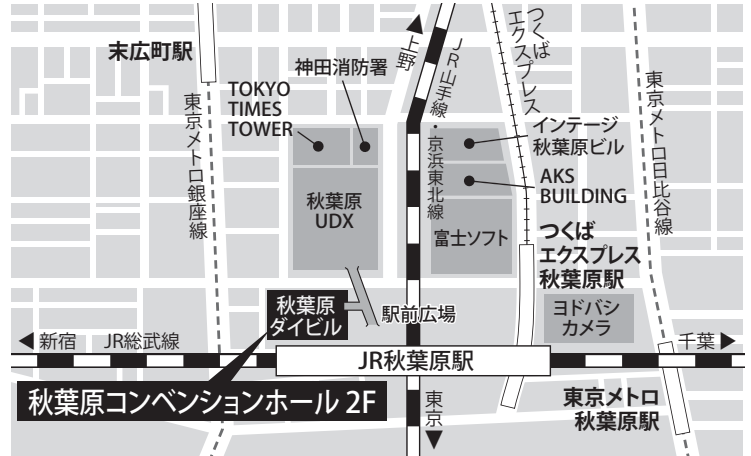 末広町駅
神田消防署
TOKYO
TIMES
TOWER
東京メトロ銀座線
▲上野
JR山手線・京浜東北線
つくば
エクスプレス
インテージ
秋葉原ビル
AKS
BUILDING
東京メトロ日比谷線
秋葉原
UDX
富士ソフト
つくば
エクスプレス
秋葉原駅
秋葉原
ダイビル
駅前広場
ヨドバシ
カメラ
◀新宿 JR総武線
千葉▶
JR秋葉原駅
秋葉原コンベンションホール 2F
東京▼
東京メトロ
秋葉原駅